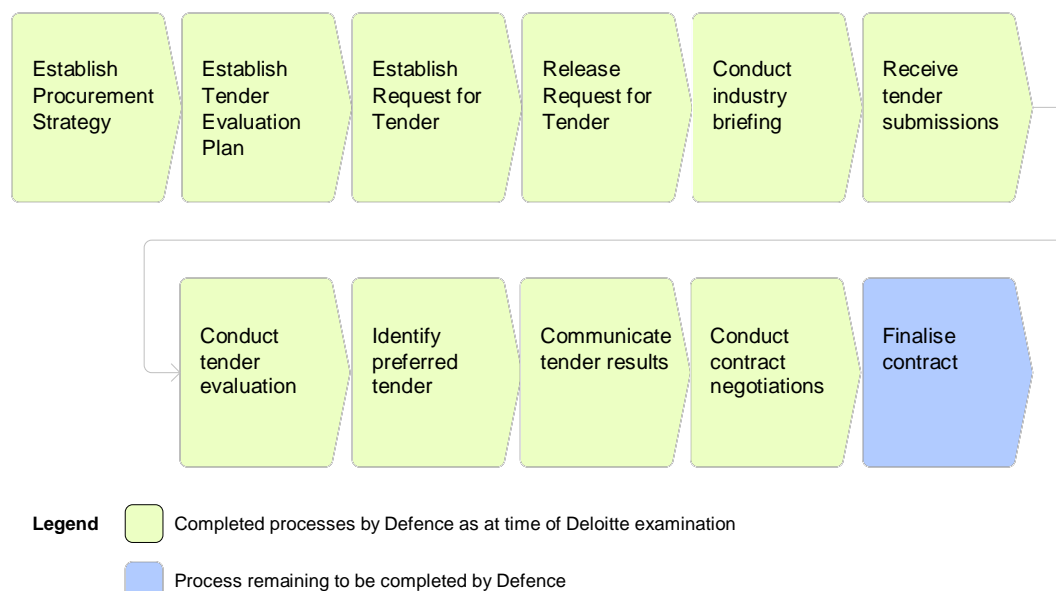 Establish
Procurement
Strategy
Establish
Tender
Evaluation
Plan
Establish
Request for
Tender
Release
Request for
Tender
Conduct
industry
briefing
Receive
tender
submissions
Conduct
tender
evaluation
Identify
preferred
tender
Communicate
tender results
Conduct
contract
negotiations
Finalise
contract
Legend
Completed processes by Defence as at time of Deloitte examination
Process remaining to be completed by Defence